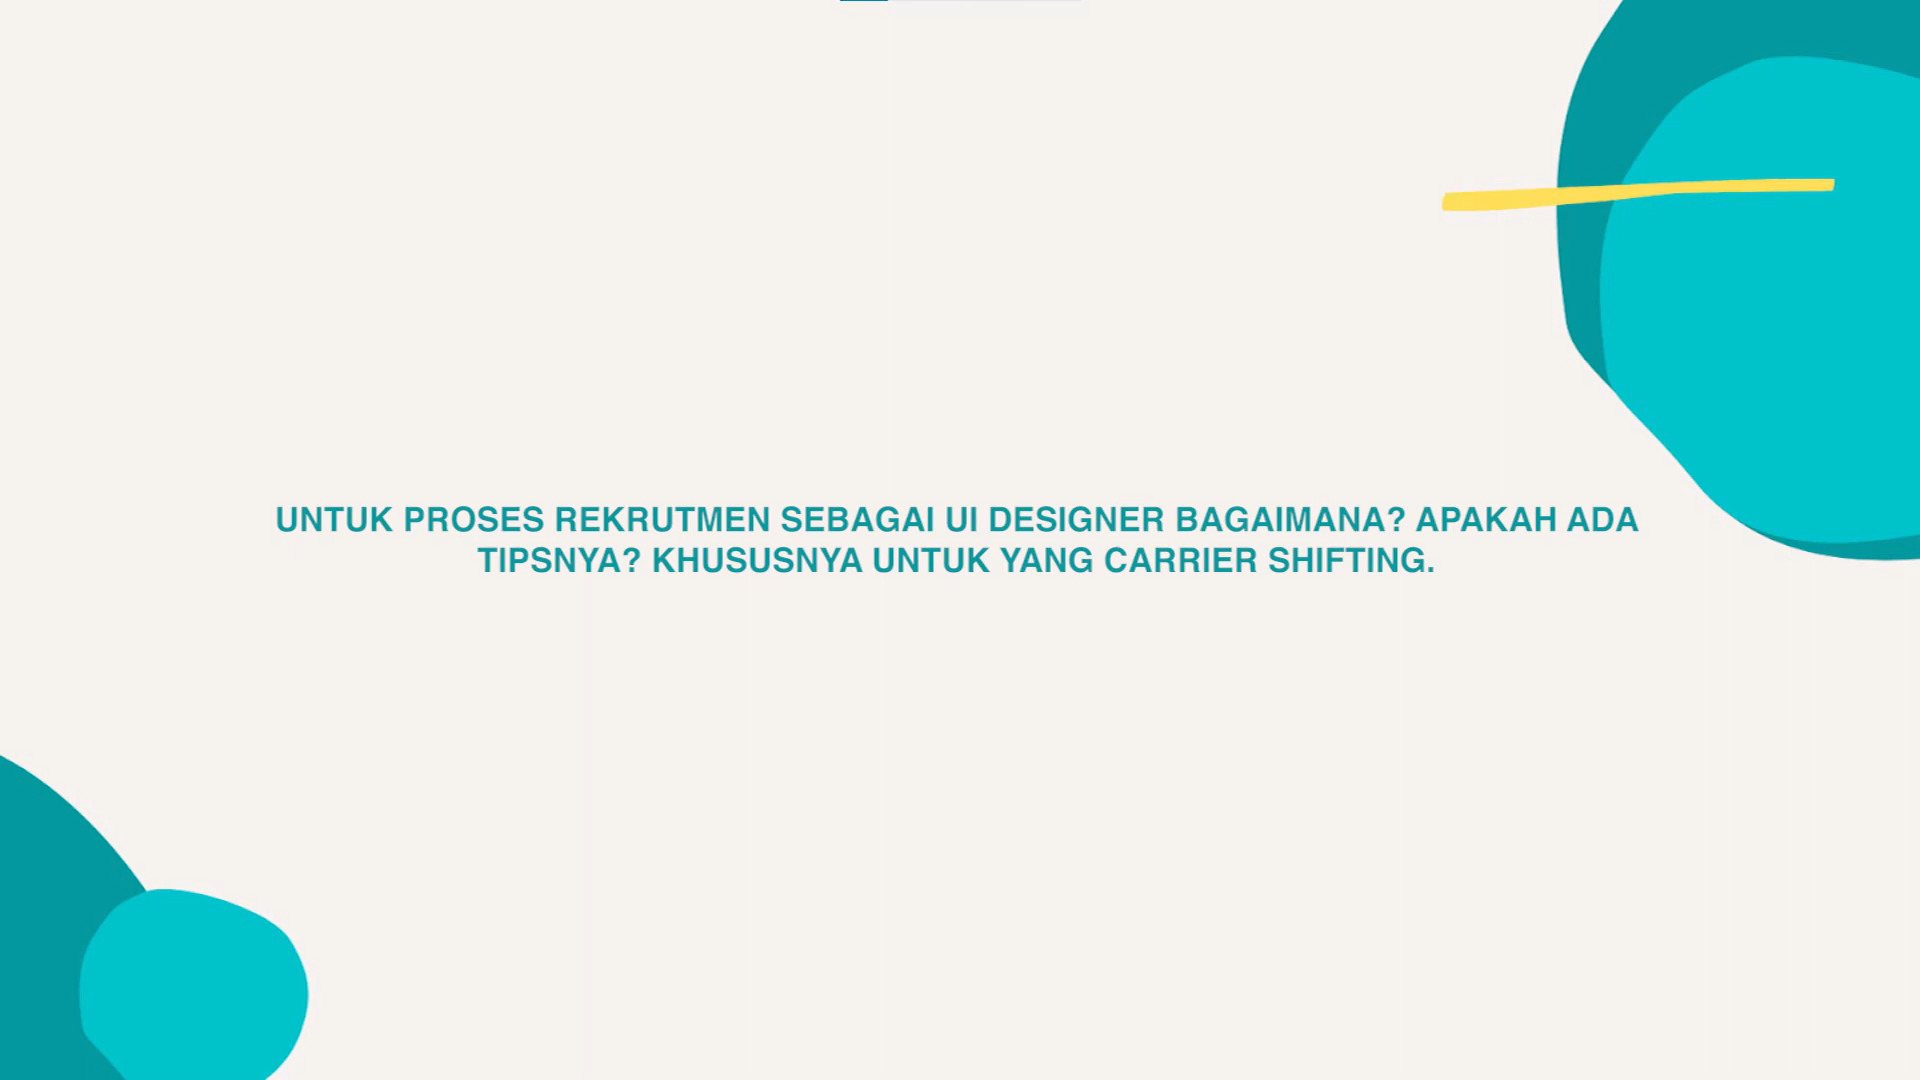 UNTUK PROSES REKRUTMEN SEBAGAI UI DESIGNER BAGAIMANA? APAKAH ADA
TIPSNYA? KHUSUSNYA UNTUK YANG CARRIER SHIFTING.